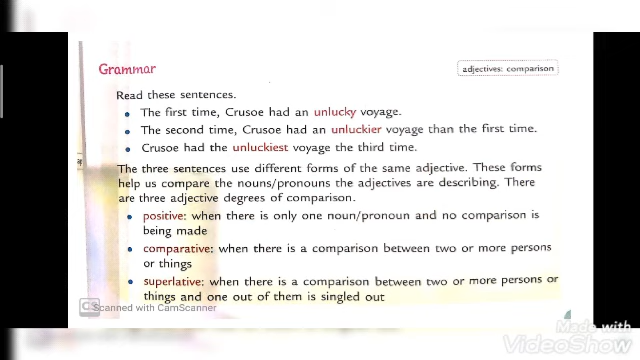 Grammar
adjectives: comparison
Read these sentences.
• The first time, Crusoe had an unlucky voyage.
• The second time, Crusoe had an unluckier voyage than the first time.
• Crusoe had the unluckiest voyage the third time.
The three sentences use different forms of the same adjective. These forms
help us compare the nouns/pronouns the adjectives are describing. There
are three adjective degrees of comparison.
• positive: when there is only one noun/pronoun and no comparison is
being made
• comparative: when there is a comparison between two or more persons
or things
• superlative: when there is a comparison between two or more persons or
things and one out of them is singled out
CS Scanned with CamScanner
Made with
VideoShow